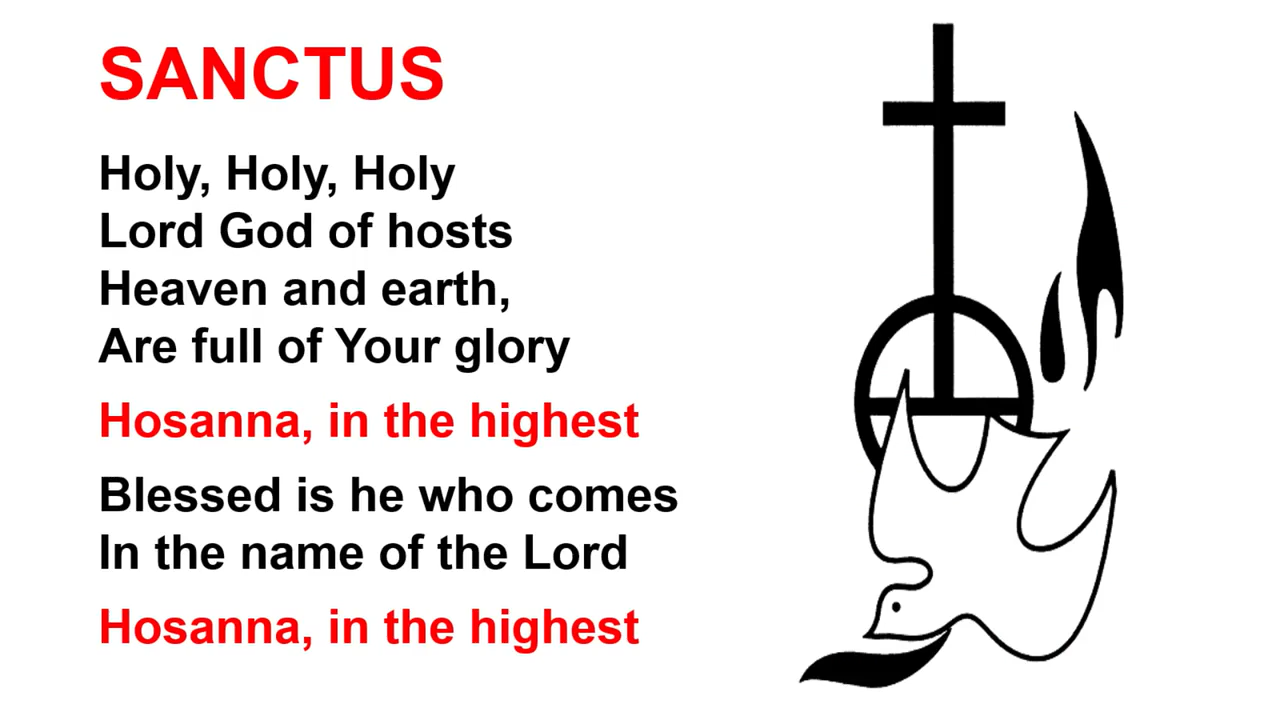 SANCTUS
Holy, Holy, Holy
Lord God of hosts
Heaven and earth,
Are full of Your glory
Hosanna, in the highest
Blessed is he who comes
In the name of the Lord
Hosanna, in the highest